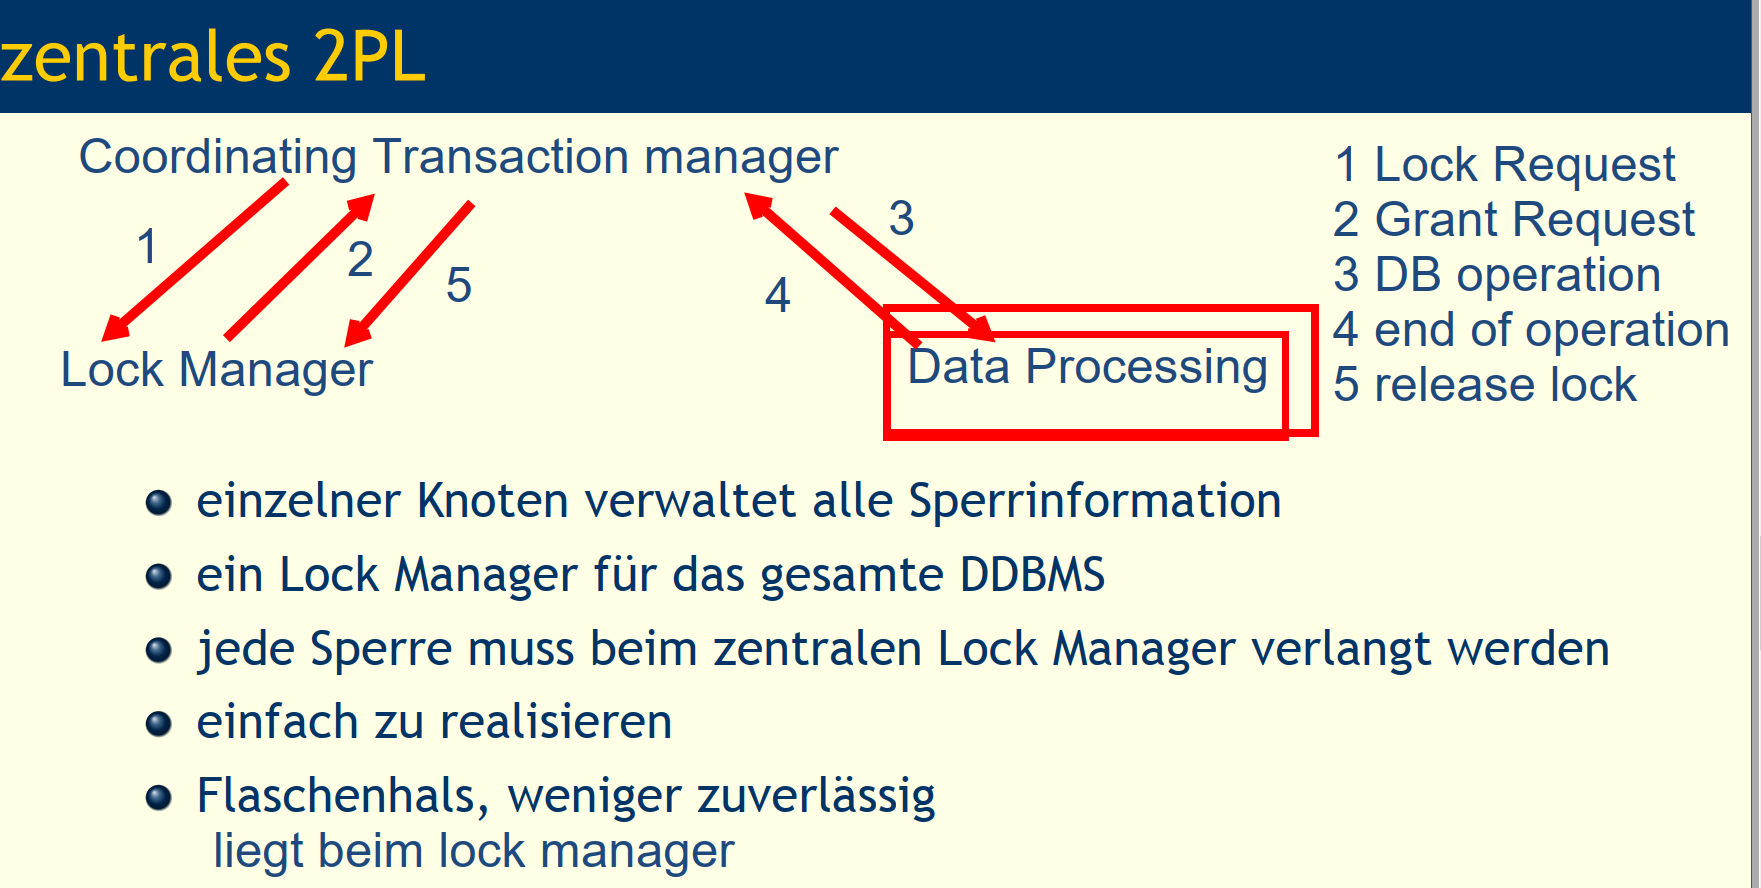 zentrales 2PL
Coordinating Transaction manager
1
2
5
4
3
Lock Manager
Data Processing
1 Lock Request
2 Grant Request
3 DB operation
4 end of operation
5 release lock
einzelner Knoten verwaltet alle Sperrinformation
ein Lock Manager für das gesamte DDBMS
jede Sperre muss beim zentralen Lock Manager verlangt werden
einfach zu realisieren
Flaschenhals, weniger zuverlässig
liegt beim lock manager